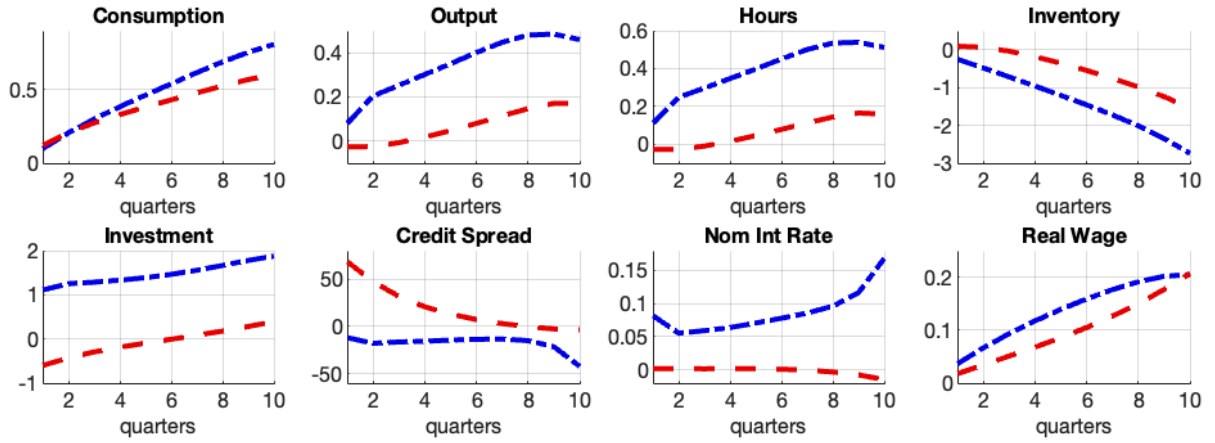 Consumption
0.5
0
2 4 6 8 10
quarters
Output
0.4
0.2
0
2 4 6 8 10
quarters
Hours
0.6
0.4
0.2
0
2 4 6 8 10
quarters
Inventory
0
-1
-2
-3
2 4 6 8 10
quarters
Investment
2
1
0
-1
2 4 6 8 10
quarters
Credit Spread
50
0
-50
2 4 6 8 10
quarters
Nom Int Rate
0.15
0.1
0.05
0
2 4 6 8 10
quarters
Real Wage
0.2
0.1
0
2 4 6 8 10
quarters